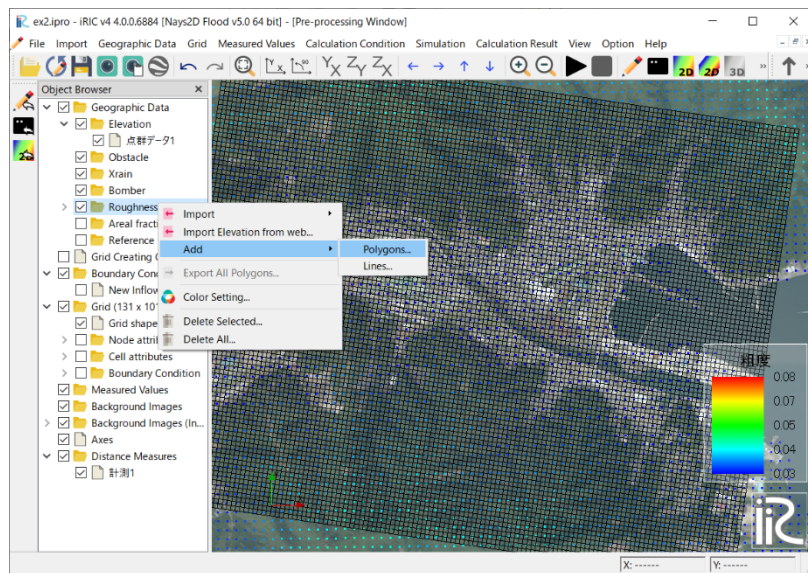 ex2.ipro - iRIC v4 4.0.0.6884 [Nays2D Flood v5.0 64 bit] - [Pre-processing Window]
File Import Geographic Data Grid Measured Values Calculation Condition Simulation Calculation Result View Option Help
Object Browser
Geographic Data
Elevation
点群データ1
Obstacle
Xrain
Bomber
Roughness
Areal fract
Reference
Grid Creating C
Boundary Con
New Inflow
Grid (131 x 10
Grid shape
Node attri
Cell attributes
Boundary Condition
Measured Values
Background Images
Background Images (In...
Axes
Distance Measures
計測1
Import
Import Elevation from web...
Add
Export All Polygons...
Color Setting...
Delete Selected...
Delete All...
Polygons...
Lines...
粗度
0.08
0.07
0.05
0.04
0.03
iRIC
X: ------
Y: ------